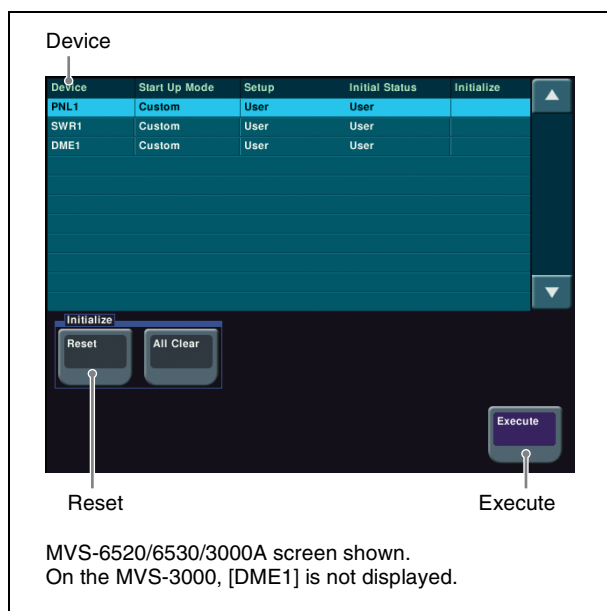 Device
Device Start Up Mode Setup Initial Status Initialize
PNL1 Custom User User
SWR1 Custom User User
DME1 Custom User User
Initialize
Reset All Clear
Execute
Reset Execute
MVS-6520/6530/3000A screen shown.
On the MVS-3000, [DME1] is not displayed.